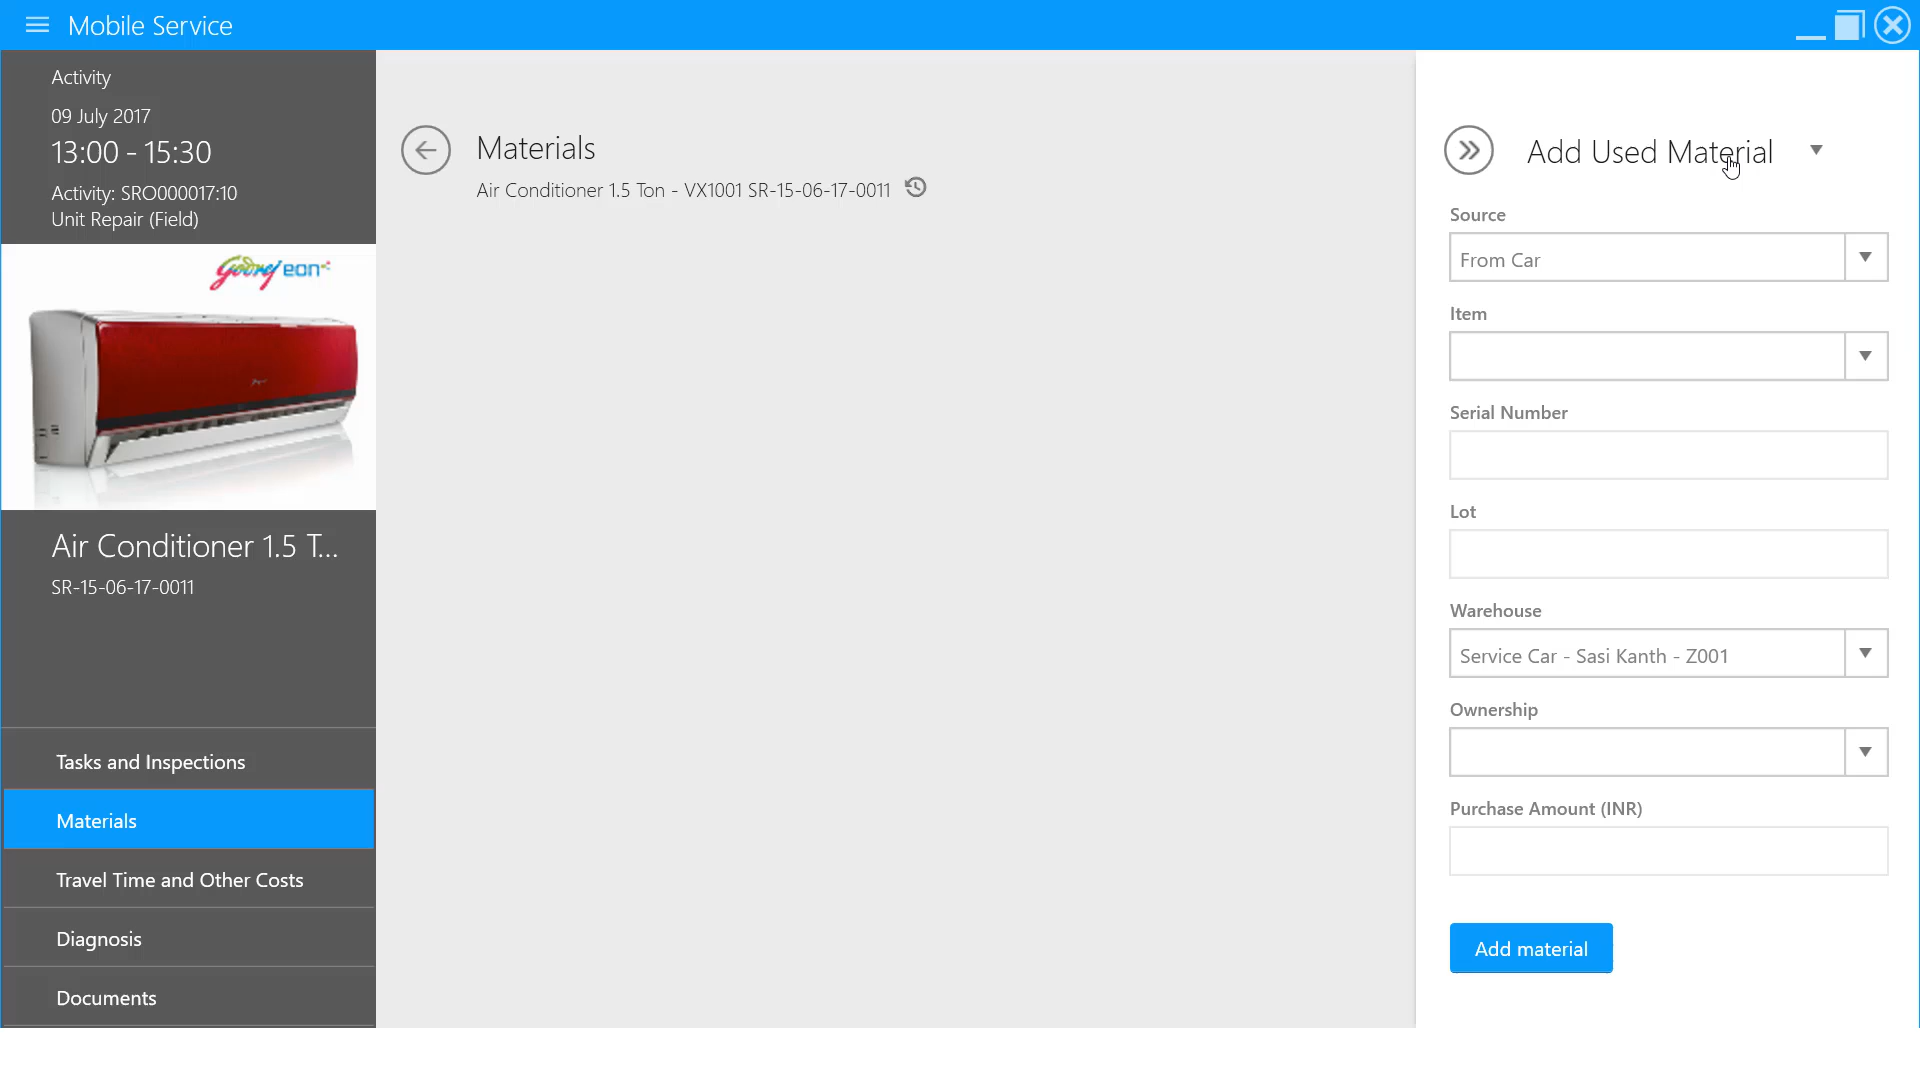 Mobile Service
Activity
09 July 2017
13:00 - 15:30
Activity: SRO000017:10
Unit Repair (Field)
Godrej eon
Air Conditioner 1.5 T...
SR-15-06-17-0011
Tasks and Inspections
Materials
Travel Time and Other Costs
Diagnosis
Documents
Materials
Air Conditioner 1.5 Ton - VX1001 SR-15-06-17-0011
Add Used Material
Source
From Car
Item
Serial Number
Lot
Warehouse
Service Car - Sasi Kanth - Z001
Ownership
Purchase Amount (INR)
Add material